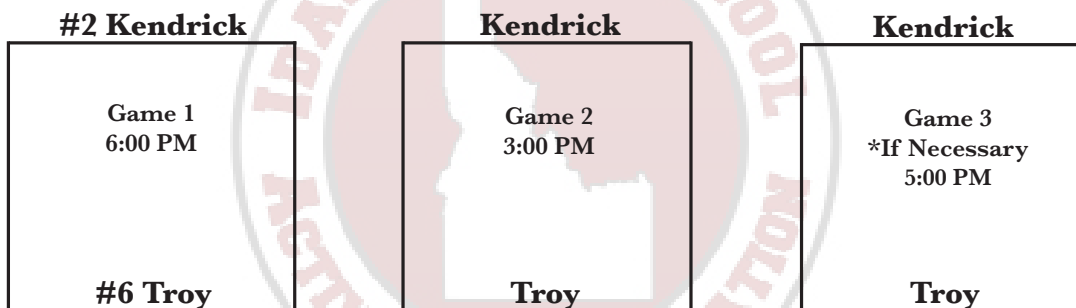 #2 Kendrick
Game 1
6:00 PM
#6 Troy
Kendrick
Game 2
3:00 PM
Troy
Kendrick
Game 3
*If Necessary
5:00 PM
Troy